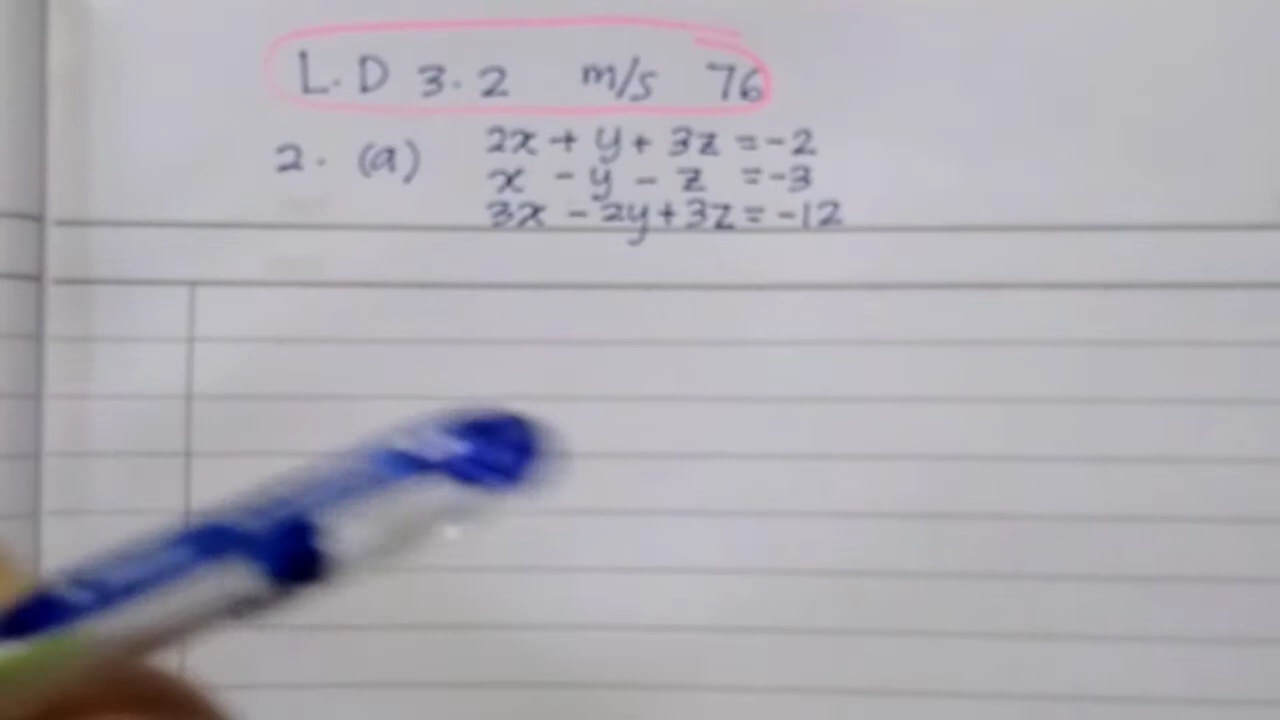 L.D 3.2 m/s 76
2. (a) 2x + y + 3z = -2
x - y - z = -3
3x - 2y + 3z = -12